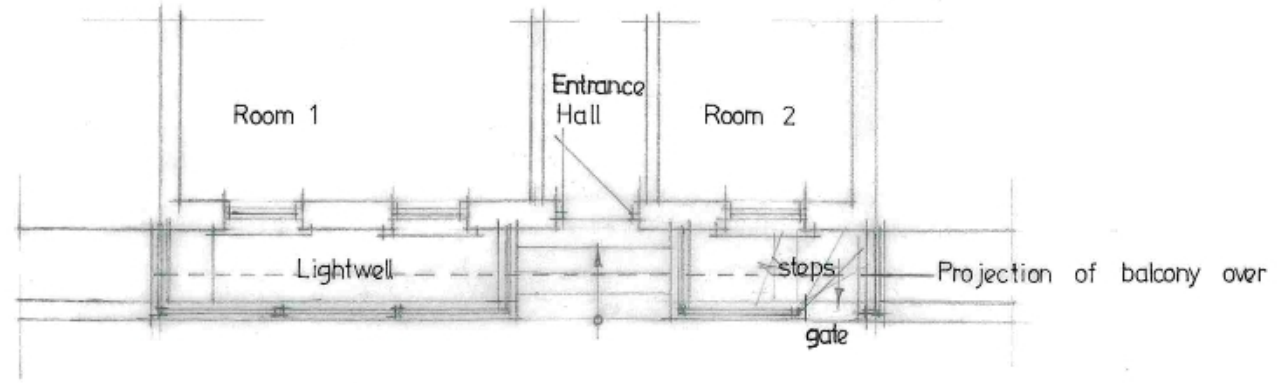 Entrance
Hall
Room 1
Room 2
Lightwell
steps
Projection of balcony over
gate